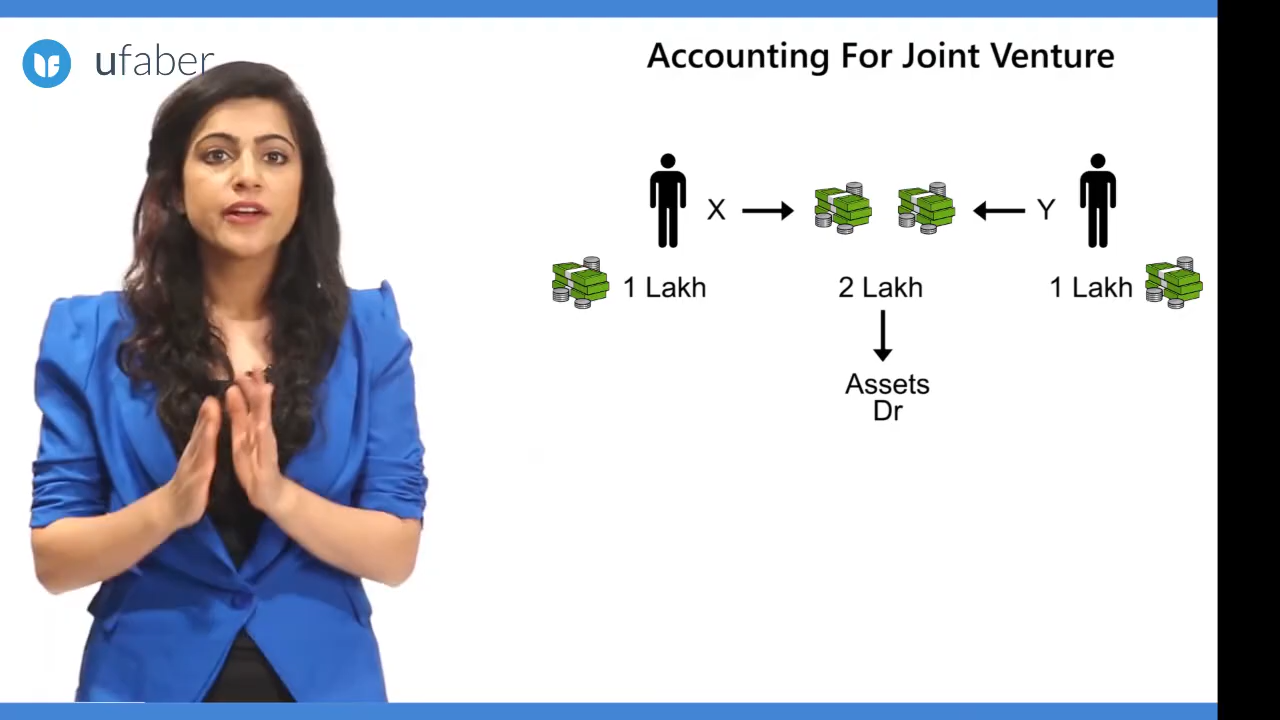 ufaber
Accounting For Joint Venture
X
Y
1 Lakh
2 Lakh
1 Lakh
Assets
Dr